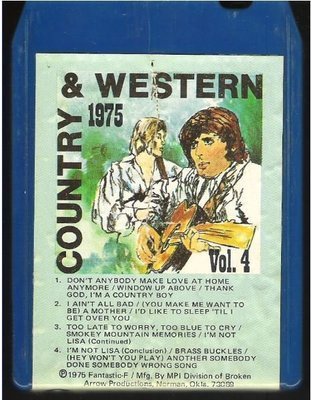 COUNTRY & WESTERN
1975
Vol. 4
1. DON'T ANYBODY MAKE LOVE AT HOME
ANYMORE / WINDOW UP ABOVE / THANK
GOD, I'M A COUNTRY BOY
2. I AIN'T ALL BAD / (YOU MAKE ME WANT TO
BE) A MOTHER / I'D LIKE TO SLEEP 'TIL I
GET OVER YOU
3. TOO LATE TO WORRY, TOO BLUE TO CRY /
SMOKEY MOUNTAIN MEMORIES / I'M NOT
LISA (Continued)
4. I'M NOT LISA (Conclusion) / BRASS BUCKLES /
(HEY WON'T YOU PLAY) ANOTHER SOMEBODY
DONE SOMEBODY WRONG SONG
Ⓟ1975 Fantastic-F / Mfg. By MPI Division of Broken
Arrow Productions, Norman, Okla. 73069